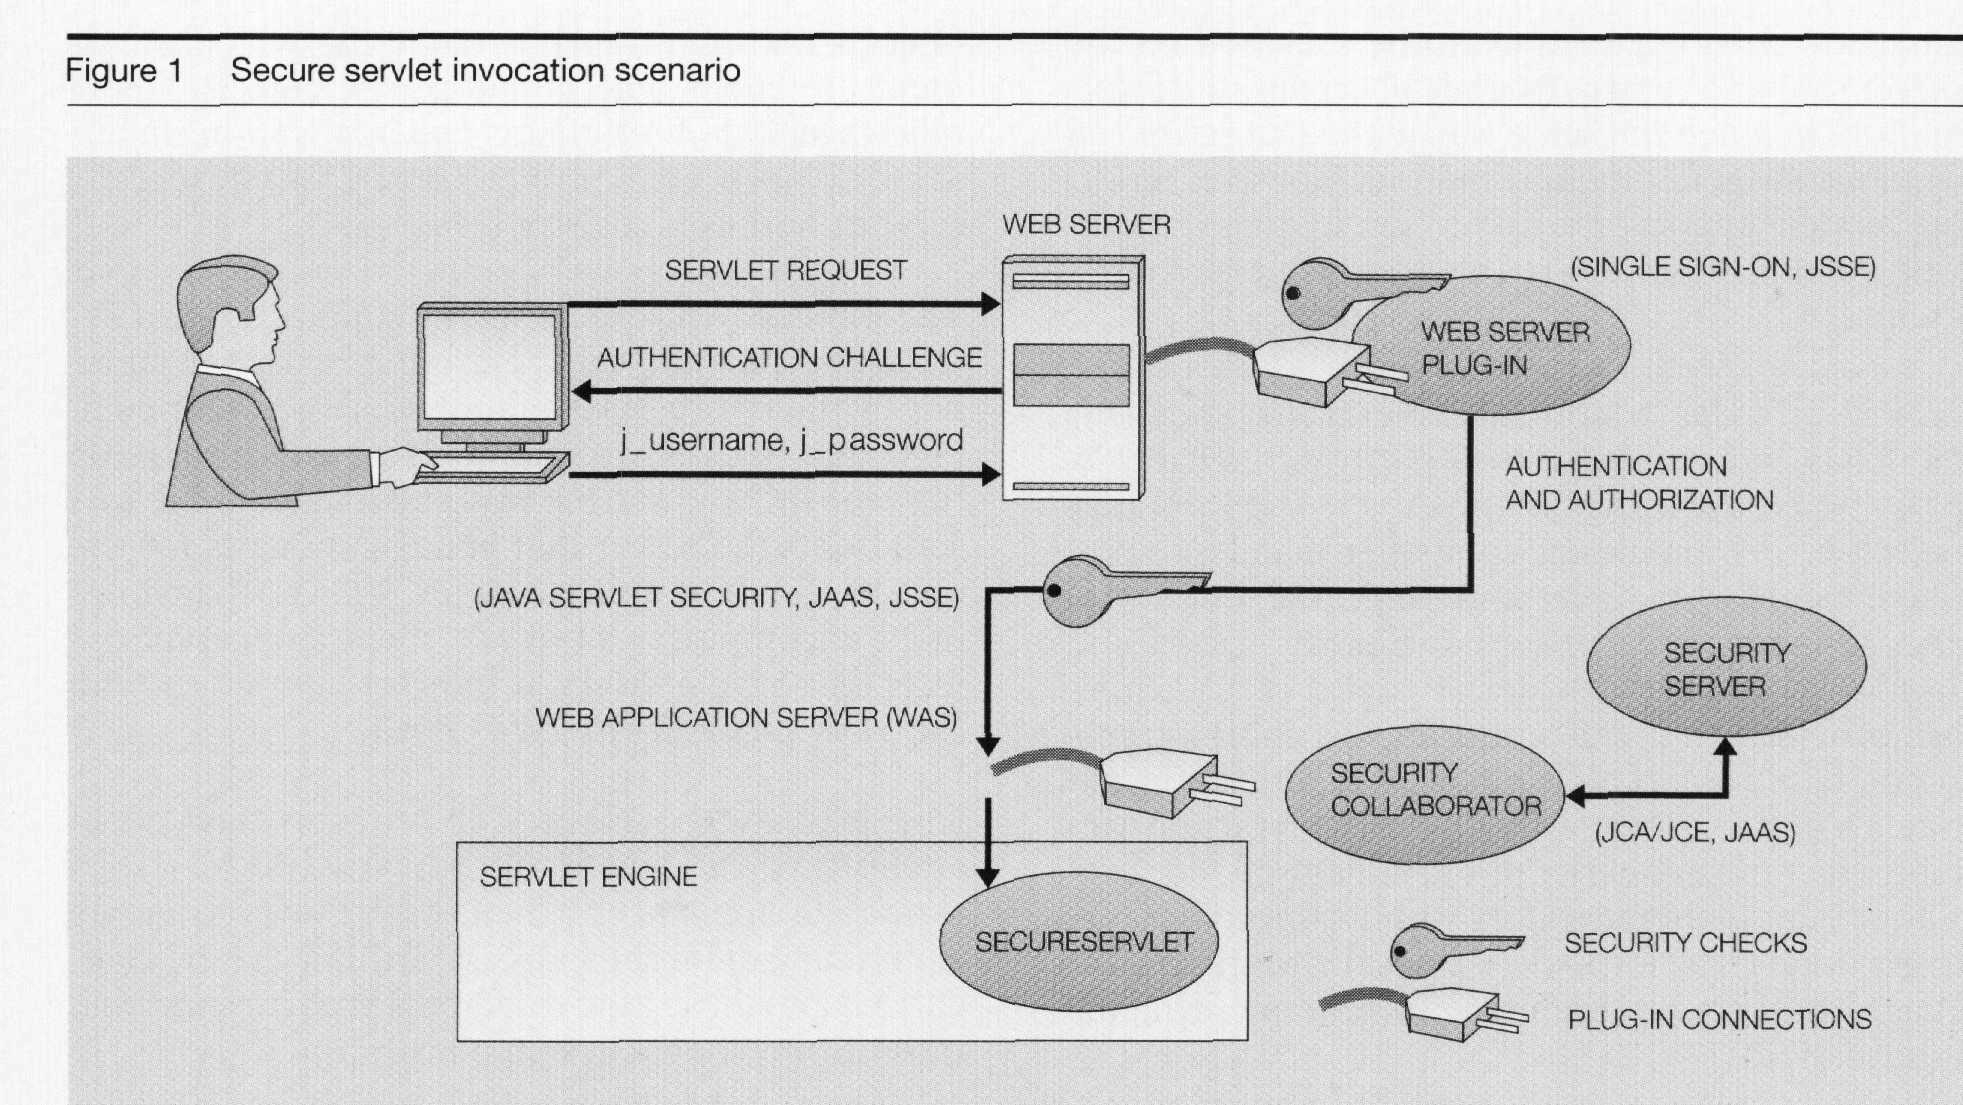 Figure 1 Secure servlet invocation scenario
WEB SERVER
SERVLET REQUEST
(SINGLE SIGN-ON, JSSE)
WEB SERVER
PLUG-IN
AUTHENTICATION CHALLENGE
j_username, j_password
AUTHENTICATION
AND AUTHORIZATION
(JAVA SERVLET SECURITY, JAAS, JSSE)
SECURITY
SERVER
WEB APPLICATION SERVER (WAS)
SECURITY
COLLABORATOR
(JCA/JCE, JAAS)
SERVLET ENGINE
SECURESERVLET
SECURITY CHECKS
PLUG-IN CONNECTIONS